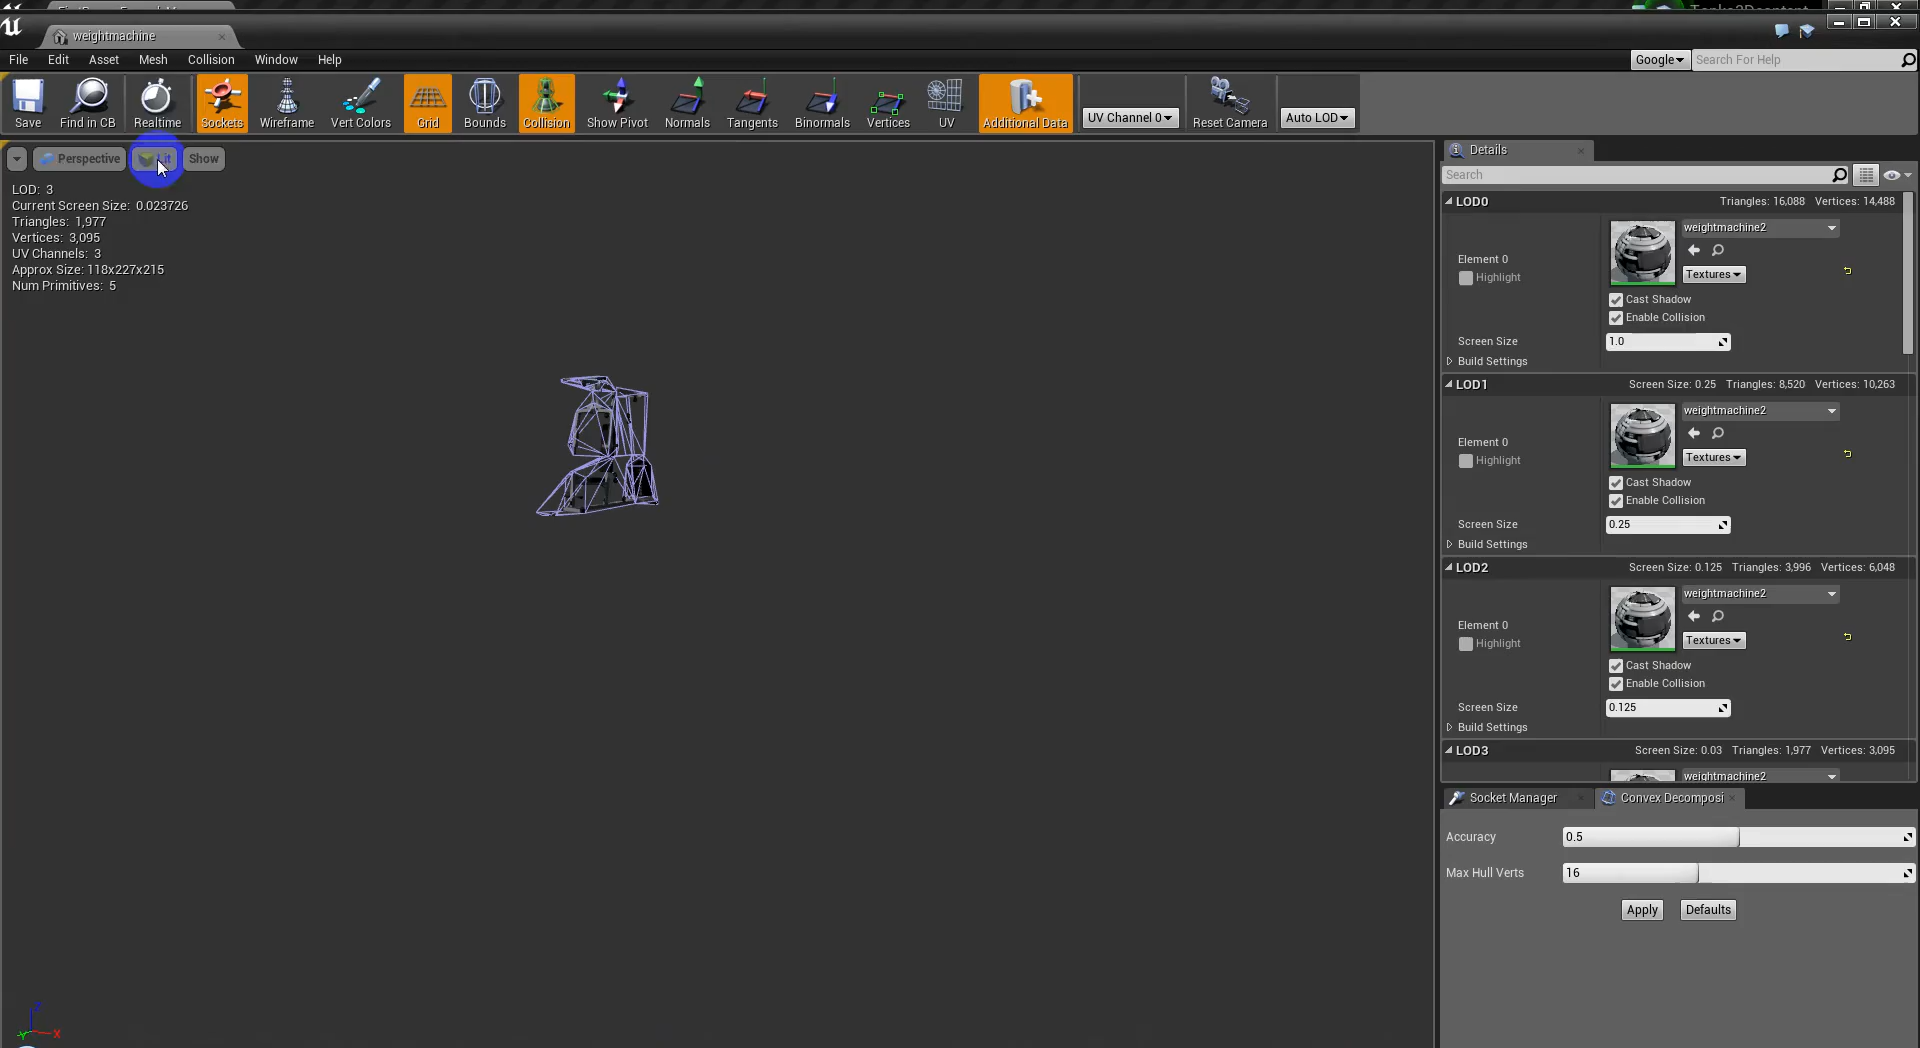 weightmachine
File Edit Asset Mesh Collision Window Help
Google Search For Help
Save Find in CB Realtime Sockets Wireframe Vert Colors Grid Bounds Collision Show Pivot Normals Tangents Binormals Vertices UV Additional Data UV Channel 0 Reset Camera Auto LOD
Perspective Lit Show
LOD: 3
Current Screen Size: 0.023726
Triangles: 1,977
Vertices: 3,095
UV Channels: 3
Approx Size: 118x227x215
Num Primitives: 5
Z
Y X
Details
Search
LOD0 Triangles: 16,088 Vertices: 14,488
weightmachine2
Element 0
Highlight
Textures
Cast Shadow
Enable Collision
Screen Size 1.0
Build Settings
LOD1 Screen Size: 0.25 Triangles: 8,520 Vertices: 10,263
weightmachine2
Element 0
Highlight
Textures
Cast Shadow
Enable Collision
Screen Size 0.25
Build Settings
LOD2 Screen Size: 0.125 Triangles: 3,996 Vertices: 6,048
weightmachine2
Element 0
Highlight
Textures
Cast Shadow
Enable Collision
Screen Size 0.125
Build Settings
LOD3 Screen Size: 0.03 Triangles: 1,977 Vertices: 3,095
weightmachine2
Socket Manager Convex Decomposi
Accuracy 0.5
Max Hull Verts 16
Apply Defaults